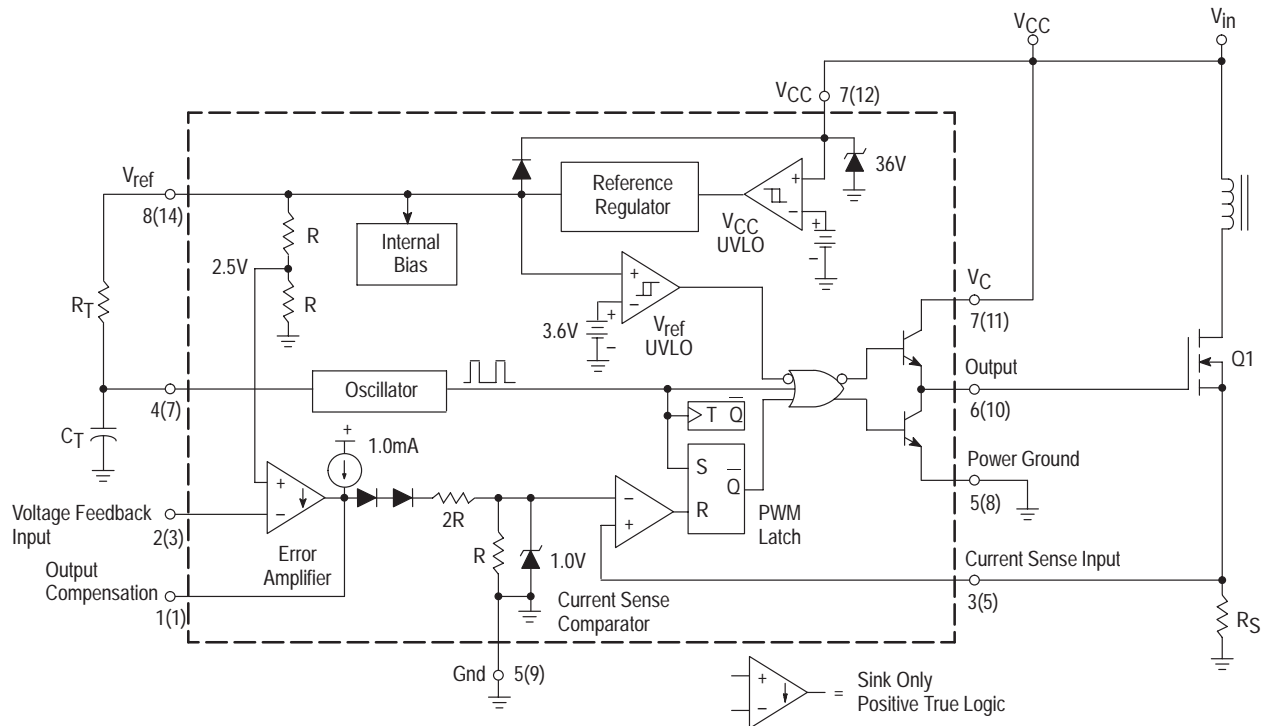 VCC
Vin
VCC 7(12)
Vref
8(14)
R
2.5V
R
RT
Internal
Bias
Reference
Regulator
+
−
VCC
UVLO
+
−
36V
+
−
3.6V
+
−
Vref
UVLO
VC
7(11)
Output
6(10)
Q1
Oscillator
4(7)
CT
T Q
+
1.0mA
S
R
Q
PWM
Latch
Power Ground
5(8)
+
−
Voltage Feedback
Input
2(3)
Error
Amplifier
2R
R
1.0V
−
+
Current Sense
Comparator
Output
Compensation
1(1)
Current Sense Input
3(5)
RS
Gnd 5(9)
+
−
= Sink Only
Positive True Logic